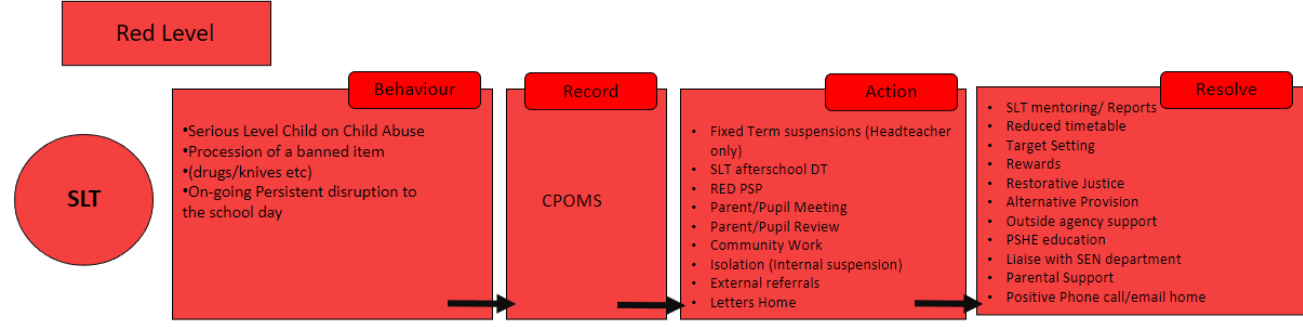 Red Level
SLT
Behaviour
•Serious Level Child on Child Abuse
•Procession of a banned item
•(drugs/knives etc)
•On-going Persistent disruption to
the school day
Record
CPOMS
Action
• Fixed Term suspensions (Headteacher
only)
• SLT afterschool DT
• RED PSP
• Parent/Pupil Meeting
• Parent/Pupil Review
• Community Work
• Isolation (Internal suspension)
• External referrals
• Letters Home
Resolve
• SLT mentoring/ Reports
• Reduced timetable
• Target Setting
• Rewards
• Restorative Justice
• Alternative Provision
• Outside agency support
• PSHE education
• Liaise with SEN department
• Parental Support
• Positive Phone call/email home